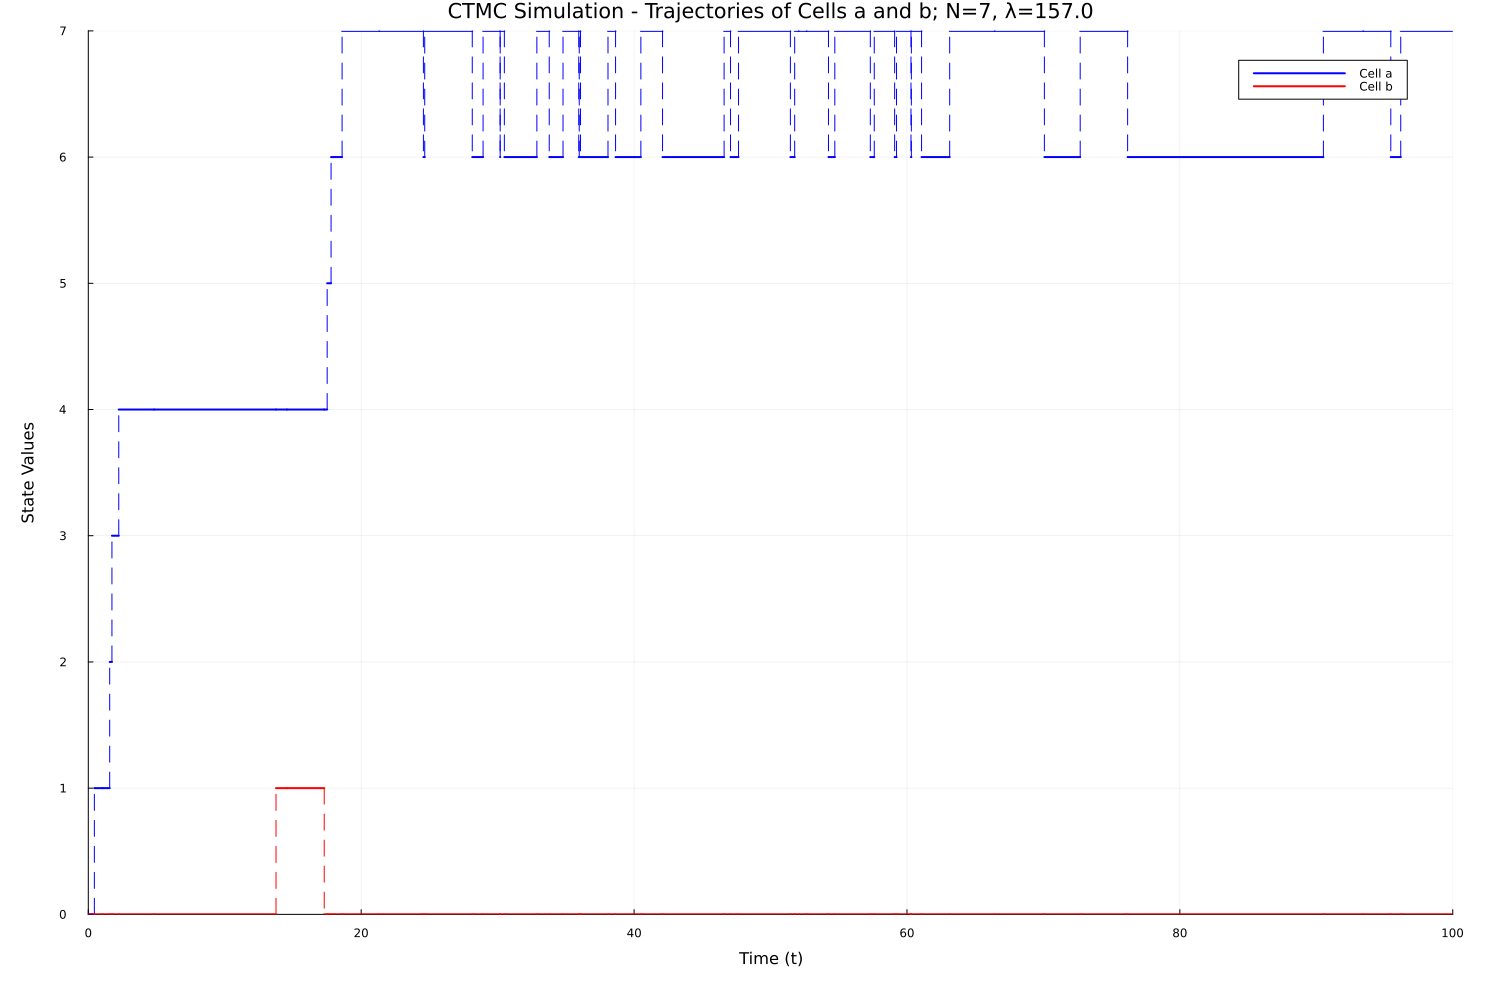 CTMC Simulation - Trajectories of Cells a and b; N=7, λ=157.0
7
6
5
4
3
2
1
0
State Values
Cell a
Cell b
0 20 40 60 80 100
Time (t)